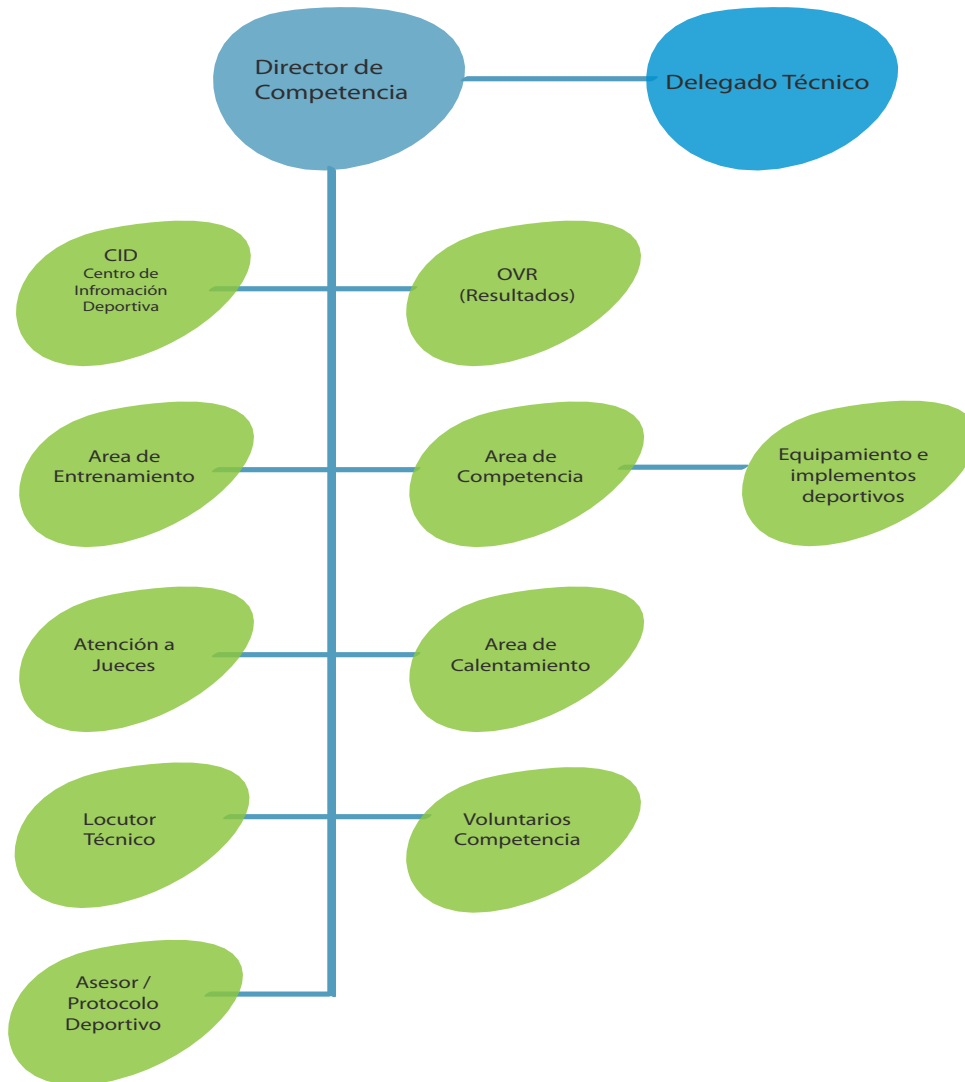 Director de
Competencia
Delegado Técnico
CID
Centro de
Infromación
Deportiva
OVR
(Resultados)
Area de
Entrenamiento
Area de
Competencia
Equipamiento e
implementos
deportivos
Atención a
Jueces
Area de
Calentamiento
Locutor
Técnico
Voluntarios
Competencia
Asesor /
Protocolo
Deportivo